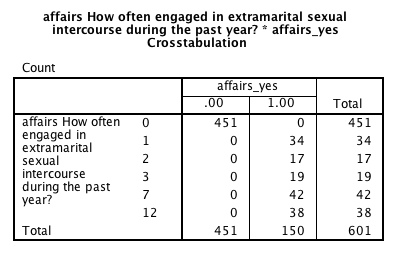 affairs How often engaged in extramarital sexual
intercourse during the past year? * affairs_yes
Crosstabulation
Count
affairs_yes
.00 1.00 Total
affairs How often 0 451 0 451
engaged in 1 0 34 34
extramarital
sexual 2 0 17 17
intercourse 3 0 19 19
during the past 7 0 42 42
year? 12 0 38 38
Total 451 150 601